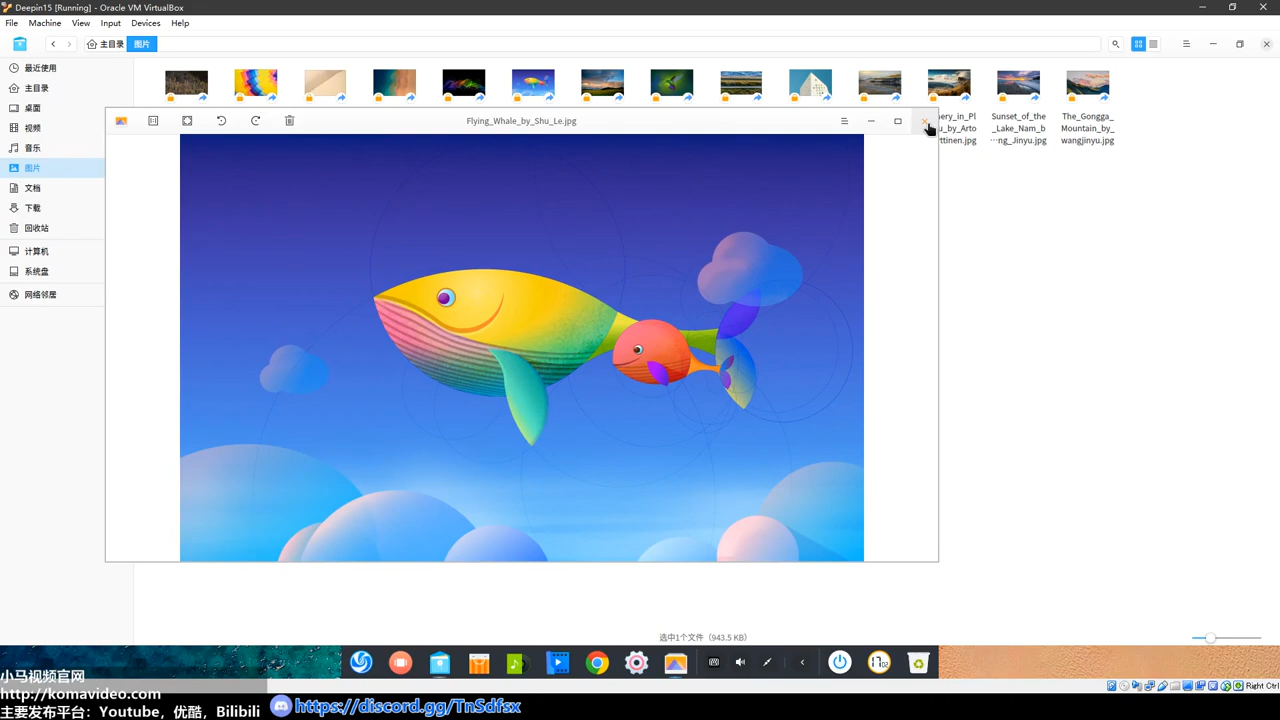 Deepin15 [Running] - Oracle VM VirtualBox
File Machine View Input Devices Help
主目录 图片
最近使用
主目录
桌面
视频
音乐
图片
文档
下载
回收站
计算机
系统盘
网络邻居
Flying_Whale_by_Shu_Le.jpg
ery_in_Pl
u_by_Arto
ttinen.jpg
Sunset_of_the
_Lake_Nam_b
…ng_Jinyu.jpg
The_Gongga_
Mountain_by_
wangjinyu.jpg
选中1个文件（943.5 KB）
17 02
Right Ctrl
小马视频官网
http://komavideo.com
主要发布平台：Youtube，优酷，Bilibili
https://discord.gg/TnSdfsx